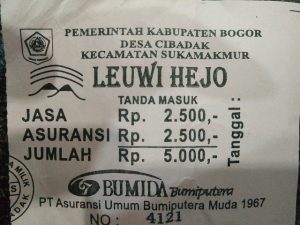 PEMERINTAH KABUPATEN BOGOR
DESA CIBADAK
KECAMATAN SUKAMAKMUR
LEUWI HEJO
TANDA MASUK
JASA Rp. 2.500,-
ASURANSI Rp. 2.500,-
JUMLAH Rp. 5.000,-
Tanggal :
BUMIDA Bumiputera
PT Asuransi Umum Bumiputera Muda 1967
NO : 4121
MILIK